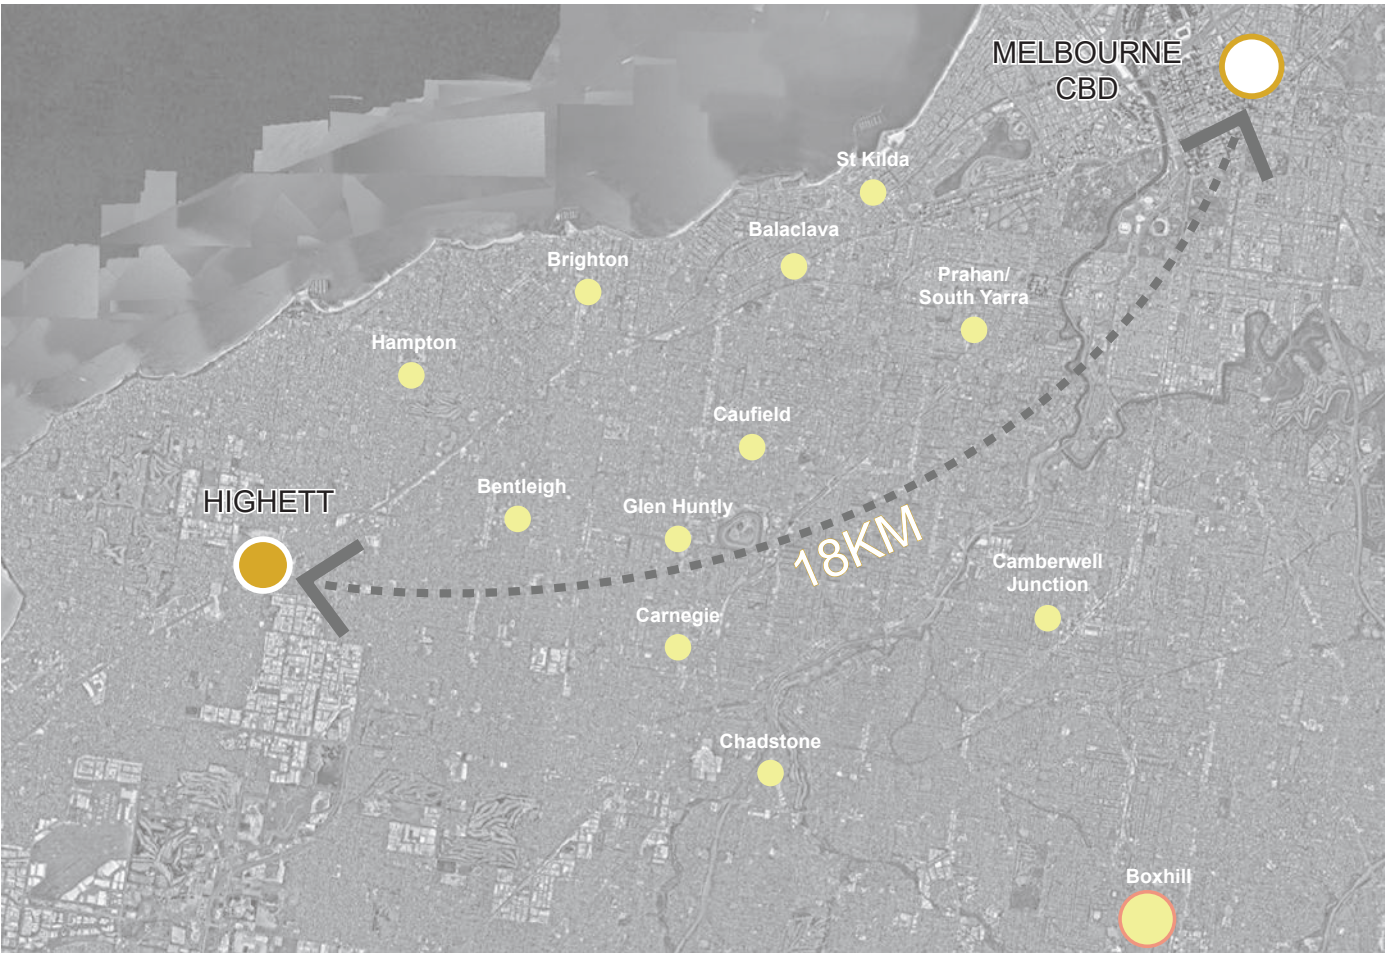 MELBOURNE
CBD
St Kilda
Balaclava
Brighton
Prahan/
South Yarra
Hampton
Caufield
HIGHETT
Bentleigh
Glen Huntly
18KM
Camberwell
Junction
Carnegie
Chadstone
Boxhill